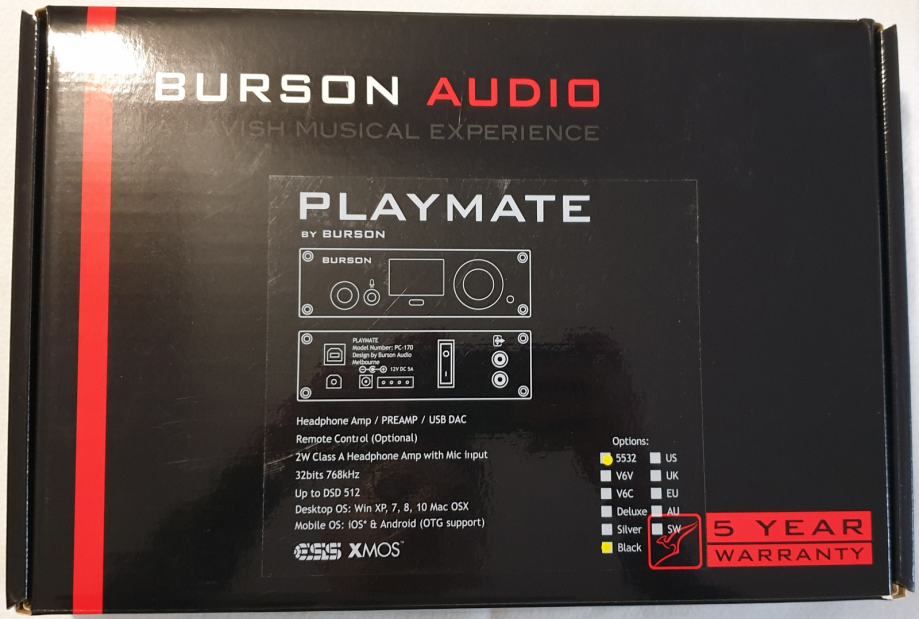 BURSON AUDIO
LAVISH MUSICAL EXPERIENCE
PLAYMATE
BY BURSON
BURSON
PLAYMATE
Model Number: PC-170
Design by Burson Audio
Melbourne
12V DC 5A
Headphone Amp / PREAMP / USB DAC
Remote Control (Optional)
2W Class A Headphone Amp with Mic input
32bits 768kHz
Up to DSD 512
Desktop OS: Win XP, 7, 8, 10 Mac OSX
Mobile OS: iOS* & Android (OTG support)
ESS XMOS™
Options:
5532 US
V6V UK
V6C EU
Deluxe AU
Silver SW
Black
5 YEAR
WARRANTY